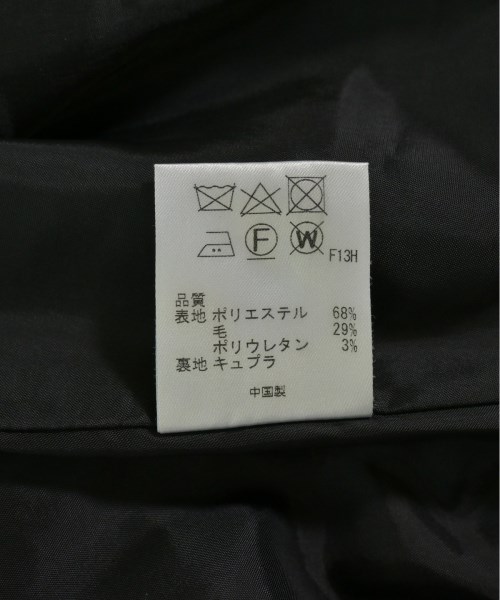 F W F13H
品質
表地 ポリエステル 68%
毛 29%
ポリウレタン 3%
裏地 キュプラ
中国製